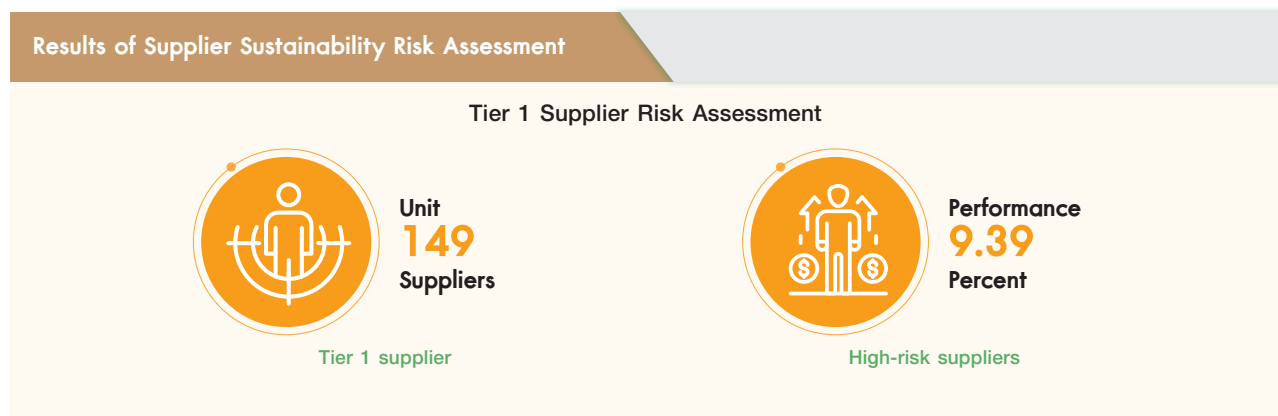 Results of Supplier Sustainability Risk Assessment
Tier 1 Supplier Risk Assessment
Unit
149
Suppliers
Tier 1 supplier
Performance
9.39
Percent
High-risk suppliers